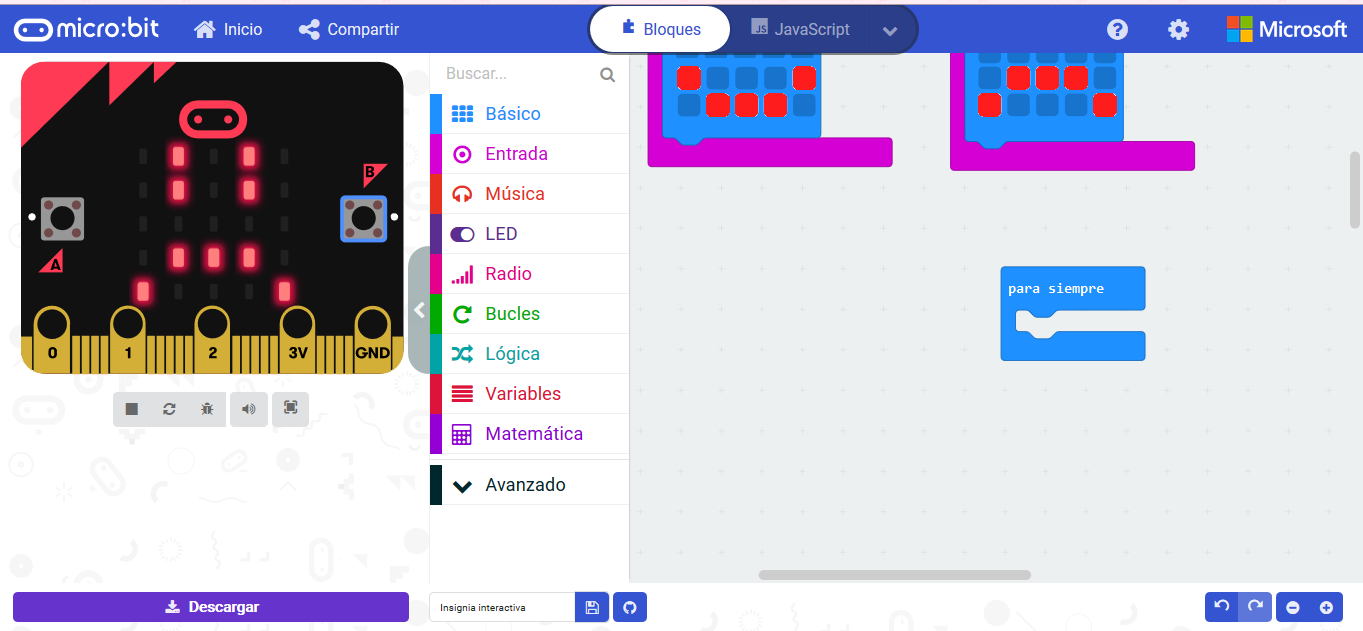 micro:bit Inicio Compartir Bloques JS JavaScript ? Microsoft
Buscar...
Básico
Entrada
Música
LED
Radio
Bucles
Lógica
Variables
Matemática
Avanzado
B
A
0 1 2 3V GND
para siempre
Descargar
Insignia interactiva